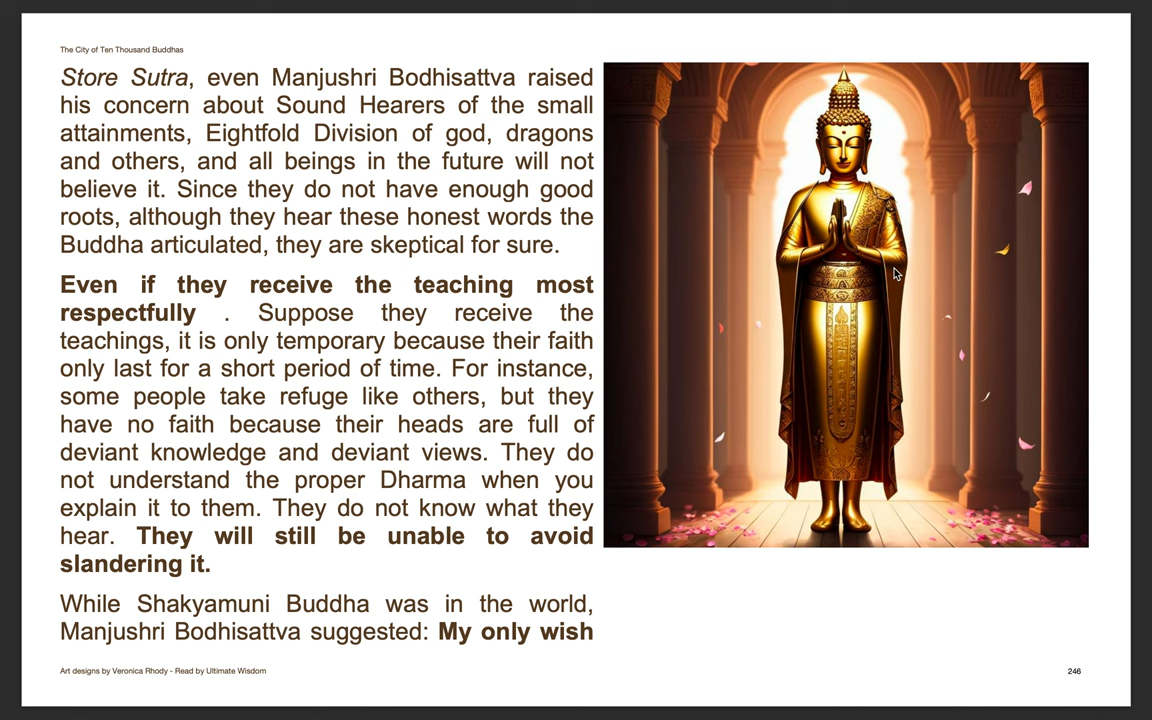 The City of Ten Thousand Buddhas
Store Sutra, even Manjushri Bodhisattva raised
his concern about Sound Hearers of the small
attainments, Eightfold Division of god, dragons
and others, and all beings in the future will not
believe it. Since they do not have enough good
roots, although they hear these honest words the
Buddha articulated, they are skeptical for sure.
Even if they receive the teaching most
respectfully . Suppose they receive the
teachings, it is only temporary because their faith
only last for a short period of time. For instance,
some people take refuge like others, but they
have no faith because their heads are full of
deviant knowledge and deviant views. They do
not understand the proper Dharma when you
explain it to them. They do not know what they
hear. They will still be unable to avoid
slandering it.
While Shakyamuni Buddha was in the world,
Manjushri Bodhisattva suggested: My only wish
Art designs by Veronica Rhody - Read by Ultimate Wisdom
246